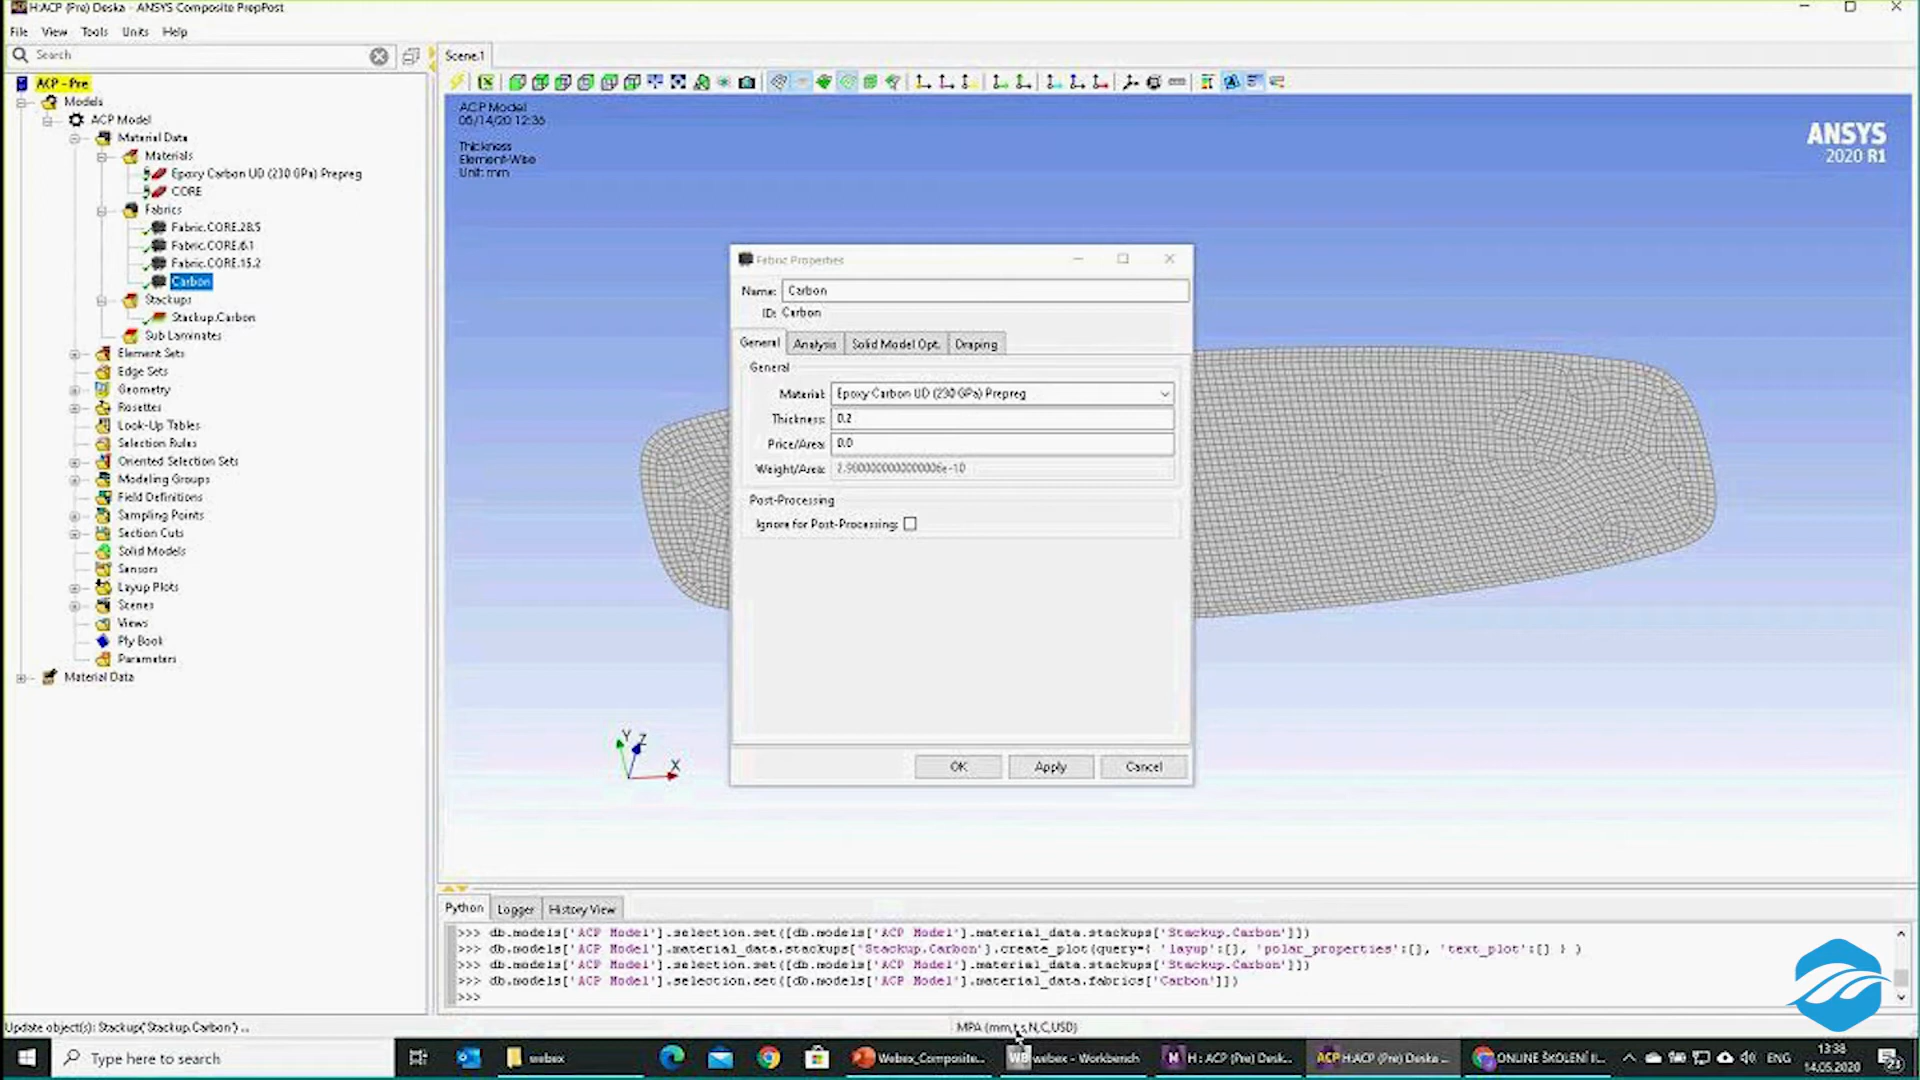 H:ACP (Pre) Deska - ANSYS Composite PrepPost
File View Tools Units Help
Search
ACP - Pre
Models
ACP Model
Material Data
Materials
Epoxy Carbon UD (230 GPa) Prepreg
CORE
Fabrics
Fabric.CORE.28.5
Fabric.CORE.6.1
Fabric.CORE.15.2
Carbon
Stackups
Stackup.Carbon
Sub Laminates
Element Sets
Edge Sets
Geometry
Rosettes
Look-Up Tables
Selection Rules
Oriented Selection Sets
Modeling Groups
Field Definitions
Sampling Points
Section Cuts
Solid Models
Sensors
Layup Plots
Scenes
Views
Ply Book
Parameters
Material Data
Scene.1
ACP Model
05/14/20 12:36
Thickness
Element-Wise
Unit: mm
ANSYS
2020 R1
Fabric Properties
Name: Carbon
ID: Carbon
General Analysis Solid Model Opt. Draping
General
Material: Epoxy Carbon UD (230 GPa) Prepreg
Thickness: 0.2
Price/Area: 0.0
Weight/Area: 2.9800000000000006e-10
Post-Processing
Ignore for Post-Processing:
OK Apply Cancel
Y Z X
Python Logger History View
>>> db.models['ACP Model'].selection.set([db.models['ACP Model'].material_data.stackups['Stackup.Carbon']])
>>> db.models['ACP Model'].material_data.stackups['Stackup.Carbon'].create_plot(query={ 'layup':[], 'polar_properties':[], 'text_plot':[] } )
>>> db.models['ACP Model'].selection.set([db.models['ACP Model'].material_data.stackups['Stackup.Carbon']])
>>> db.models['ACP Model'].selection.set([db.models['ACP Model'].material_data.fabrics['Carbon']])
>>>
Update object(s): Stackup('Stackup.Carbon') ...
MPA (mm,t,s,N,C,USD)
Type here to search
webex
Webex_Composite...
webex - Workbench
H : ACP (Pre) Desk...
H:ACP (Pre) Deska ...
ONLINE ŠKOLENÍ II...
ENG
13:38
14.05.2020